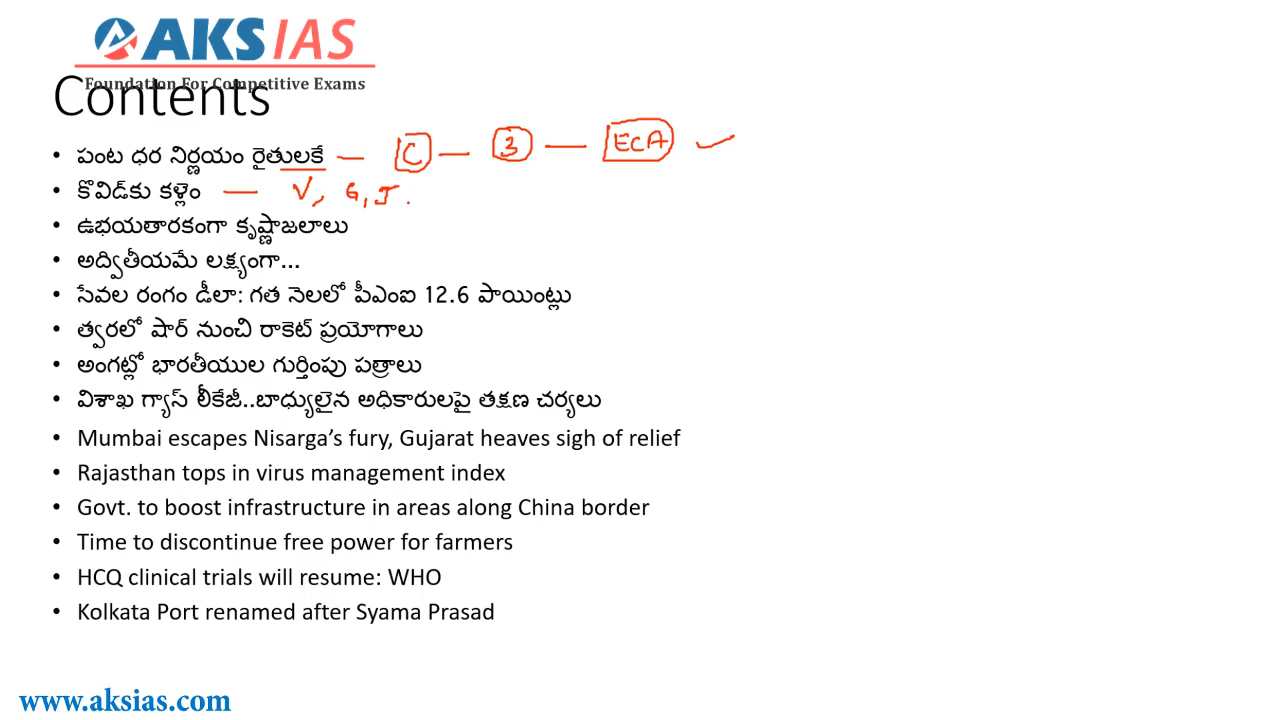 AKS IAS
Foundation For Competitive Exams
Contents
• పంట ధర నిర్ణయం రైతులకే — C — 3 — ECA ✓
• కొవిడ్‌కు కళ్లెం — V, G, J.
• ఉభయతారకంగా కృష్ణాజలాలు
• అద్వితీయమే లక్ష్యంగా...
• సేవల రంగం డీలా: గత నెలలో పీఎంఐ 12.6 పాయింట్లు
• త్వరలో షార్ నుంచి రాకెట్ ప్రయోగాలు
• అంగట్లో భారతీయుల గుర్తింపు పత్రాలు
• విశాఖ గ్యాస్ లీకేజీ..బాధ్యులైన అధికారులపై తక్షణ చర్యలు
• Mumbai escapes Nisarga’s fury, Gujarat heaves sigh of relief
• Rajasthan tops in virus management index
• Govt. to boost infrastructure in areas along China border
• Time to discontinue free power for farmers
• HCQ clinical trials will resume: WHO
• Kolkata Port renamed after Syama Prasad
www.aksias.com